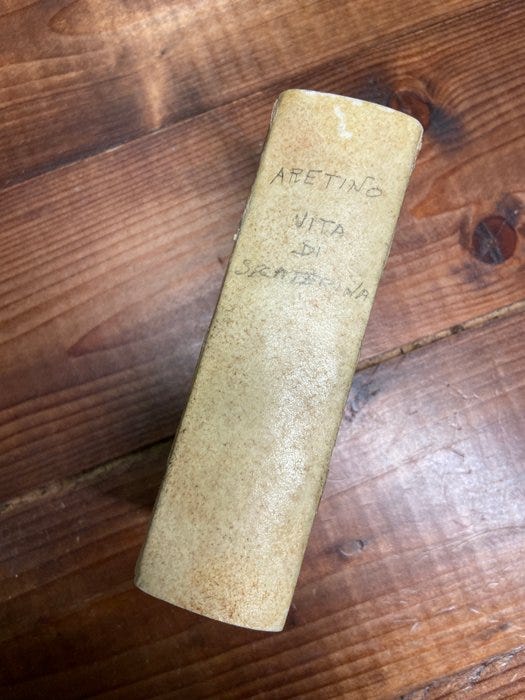 ARETINO
VITA
DI
S.CATERINA